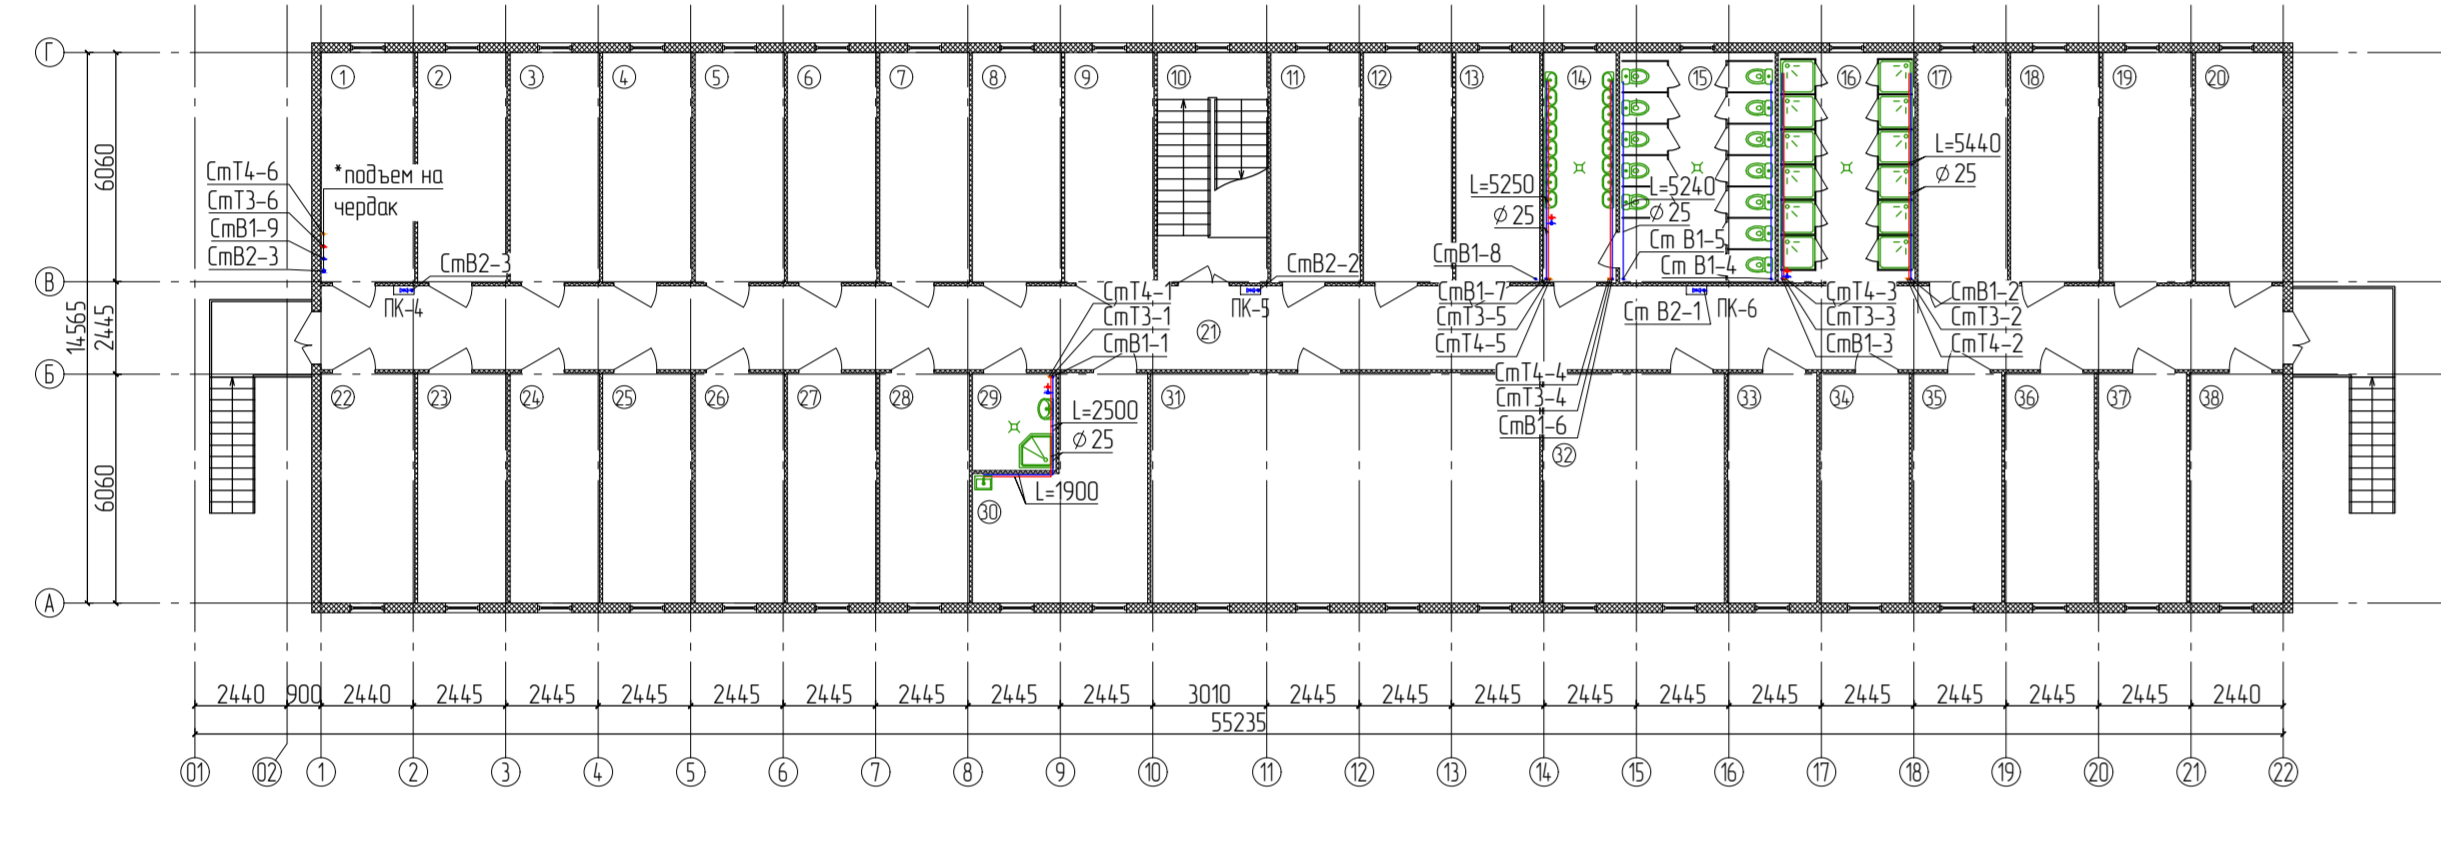 Г
1
2
3
4
5
6
7
8
9
10
11
12
13
14
15
16
17
18
19
20
6060
СтТ4-6
СтТ3-6
СтВ1-9
СтВ2-3
*подъем на
чердак
L=5250
Ø 25
L=5240
Ø 25
L=5440
Ø 25
Ст В1-5
Ст В1-4
СтВ2-3
СтВ2-2
СтВ1-8
В
14565
2445
ПК-4
ПК-5
Ст В2-1
ПК-6
СтТ4-1
СтТ3-1
СтВ1-1
21
СтВ1-7
СтТ3-5
СтТ4-5
СтТ4-3
СтТ3-3
СтВ1-3
СтВ1-2
СтТ3-2
СтТ4-2
Б
СтТ4-4
СтТ3-4
СтВ1-6
22
23
24
25
26
27
28
29
L=2500
Ø 25
31
32
33
34
35
36
37
38
6060
L=1900
30
А
2440 900 2440 2445 2445 2445 2445 2445 2445 2445 2445 3010 2445 2445 2445 2445 2445 2445 2445 2445 2445 2445 2440
55235
01 02 1 2 3 4 5 6 7 8 9 10 11 12 13 14 15 16 17 18 19 20 21 22